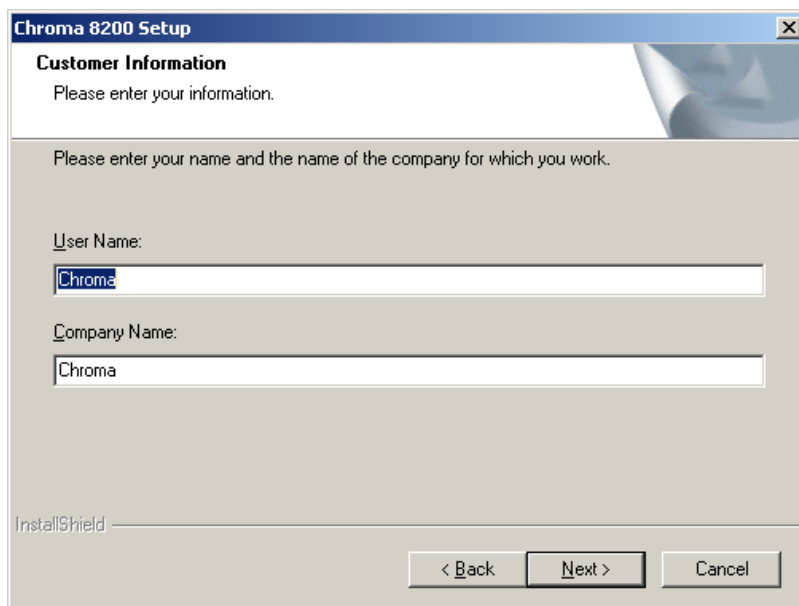 Chroma 8200 Setup
Customer Information
Please enter your information.
Please enter your name and the name of the company for which you work.
User Name:
Chroma
Company Name:
Chroma
InstallShield
< Back Next > Cancel